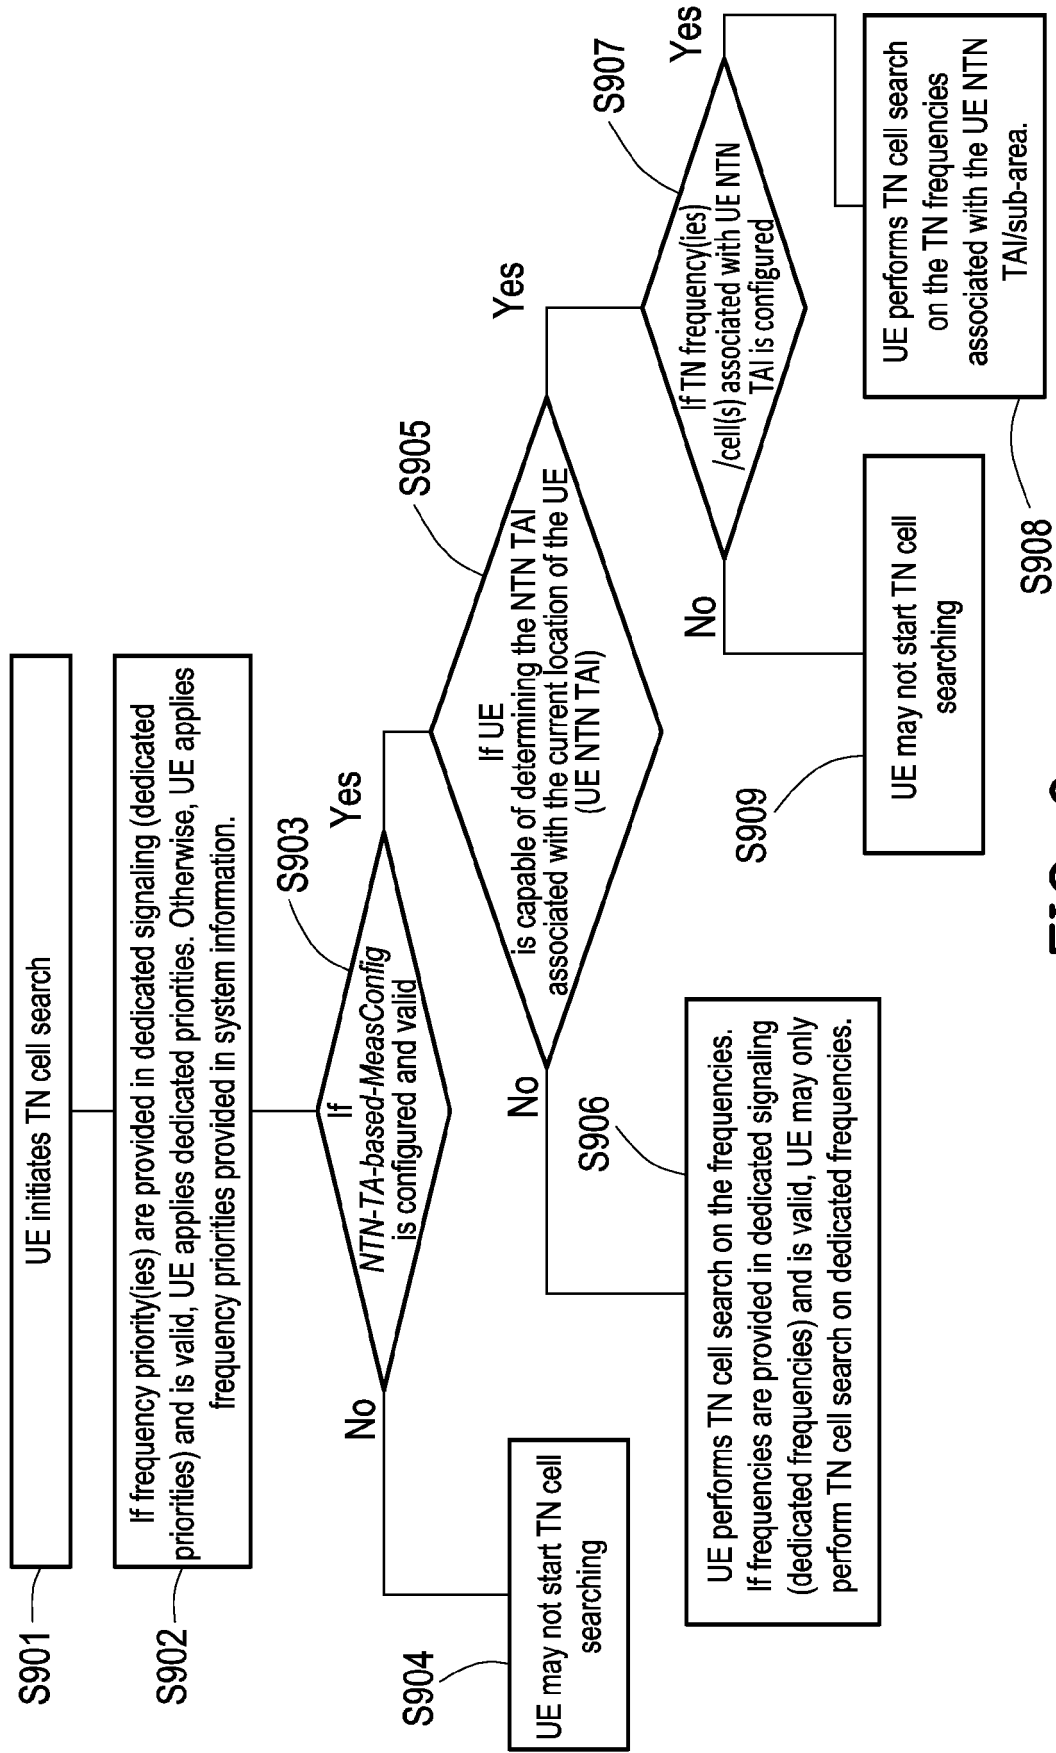 S901
UE initiates TN cell search
S902
If frequency priority(ies) are provided in dedicated signaling (dedicated
priorities) and is valid, UE applies dedicated priorities. Otherwise, UE applies
frequency priorities provided in system information.
S903
If
NTN-TA-based-MeasConfig
is configured and valid
No
Yes
S904
UE may not start TN cell
searching
S905
If UE
is capable of determining the NTN TAI
associated with the current location of the UE
(UE NTN TAI)
No
Yes
S906
UE performs TN cell search on the frequencies.
If frequencies are provided in dedicated signaling
(dedicated frequencies) and is valid, UE may only
perform TN cell search on dedicated frequencies.
S907
If TN frequency(ies)
/cell(s) associated with UE NTN
TAI is configured
No
Yes
S909
UE may not start TN cell
searching
S908
UE performs TN cell search
on the TN frequencies
associated with the UE NTN
TAI/sub-area.